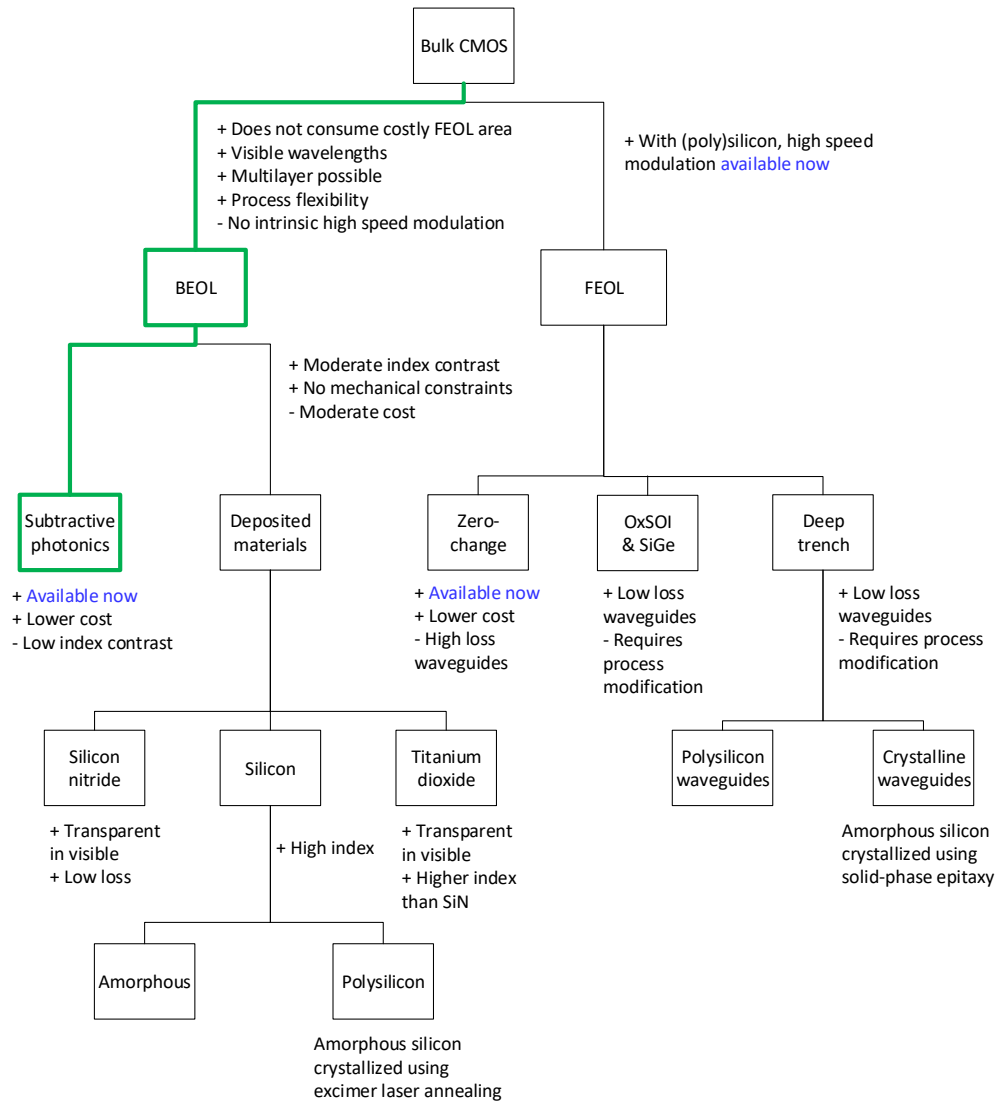 Bulk CMOS
+ Does not consume costly FEOL area
+ Visible wavelengths
+ Multilayer possible
+ Process flexibility
- No intrinsic high speed modulation
+ With (poly)silicon, high speed
modulation available now
BEOL
FEOL
+ Moderate index contrast
+ No mechanical constraints
- Moderate cost
Subtractive
photonics
+ Available now
+ Lower cost
- Low index contrast
Deposited
materials
Zero-
change
+ Available now
+ Lower cost
- High loss
waveguides
OxSOI
& SiGe
+ Low loss
waveguides
- Requires
process
modification
Deep
trench
+ Low loss
waveguides
- Requires process
modification
Silicon
nitride
+ Transparent
in visible
+ Low loss
Silicon
+ High index
Titanium
dioxide
+ Transparent
in visible
+ Higher index
than SiN
Polysilicon
waveguides
Crystalline
waveguides
Amorphous silicon
crystallized using
solid-phase epitaxy
Amorphous
Polysilicon
Amorphous silicon
crystallized using
excimer laser annealing